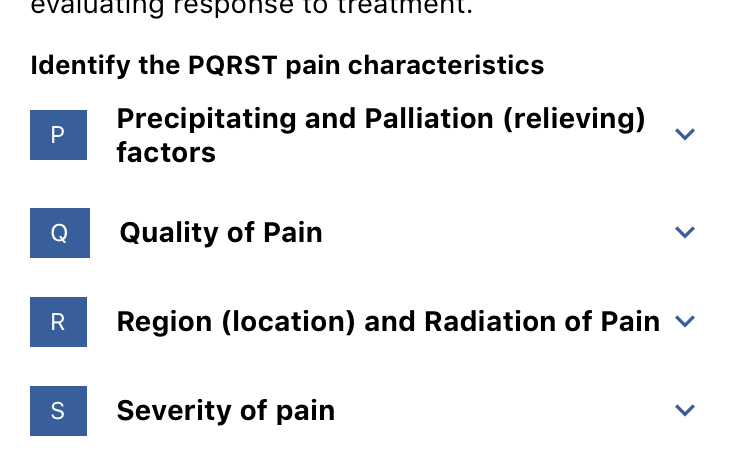 evaluating response to treatment.
Identify the PQRST pain characteristics
P
Precipitating and Palliation (relieving)
factors
Q
Quality of Pain
R
Region (location) and Radiation of Pain
S
Severity of pain